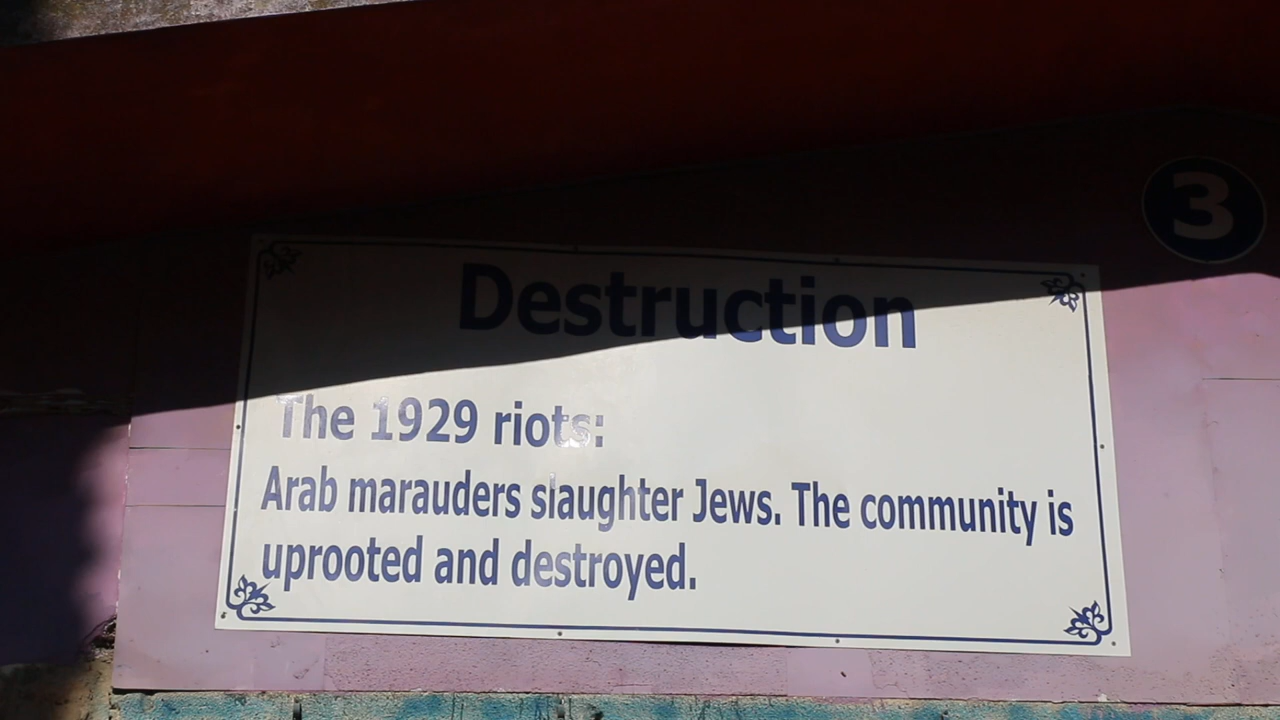 3
Destruction
The 1929 riots:
Arab marauders slaughter Jews. The community is
uprooted and destroyed.